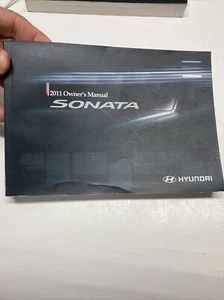 2011 Owner's Manual
SONATA
HYUNDAI